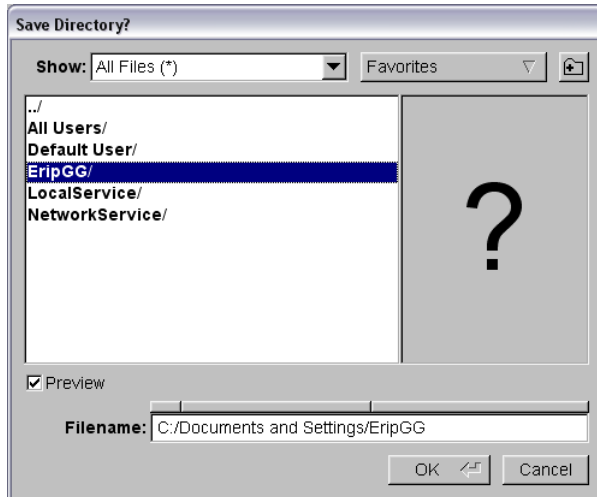 Save Directory?
Show: All Files (*) Favorites
../
All Users/
Default User/
EripGG/
LocalService/
NetworkService/
?
Preview
Filename: C:/Documents and Settings/EripGG
OK Cancel